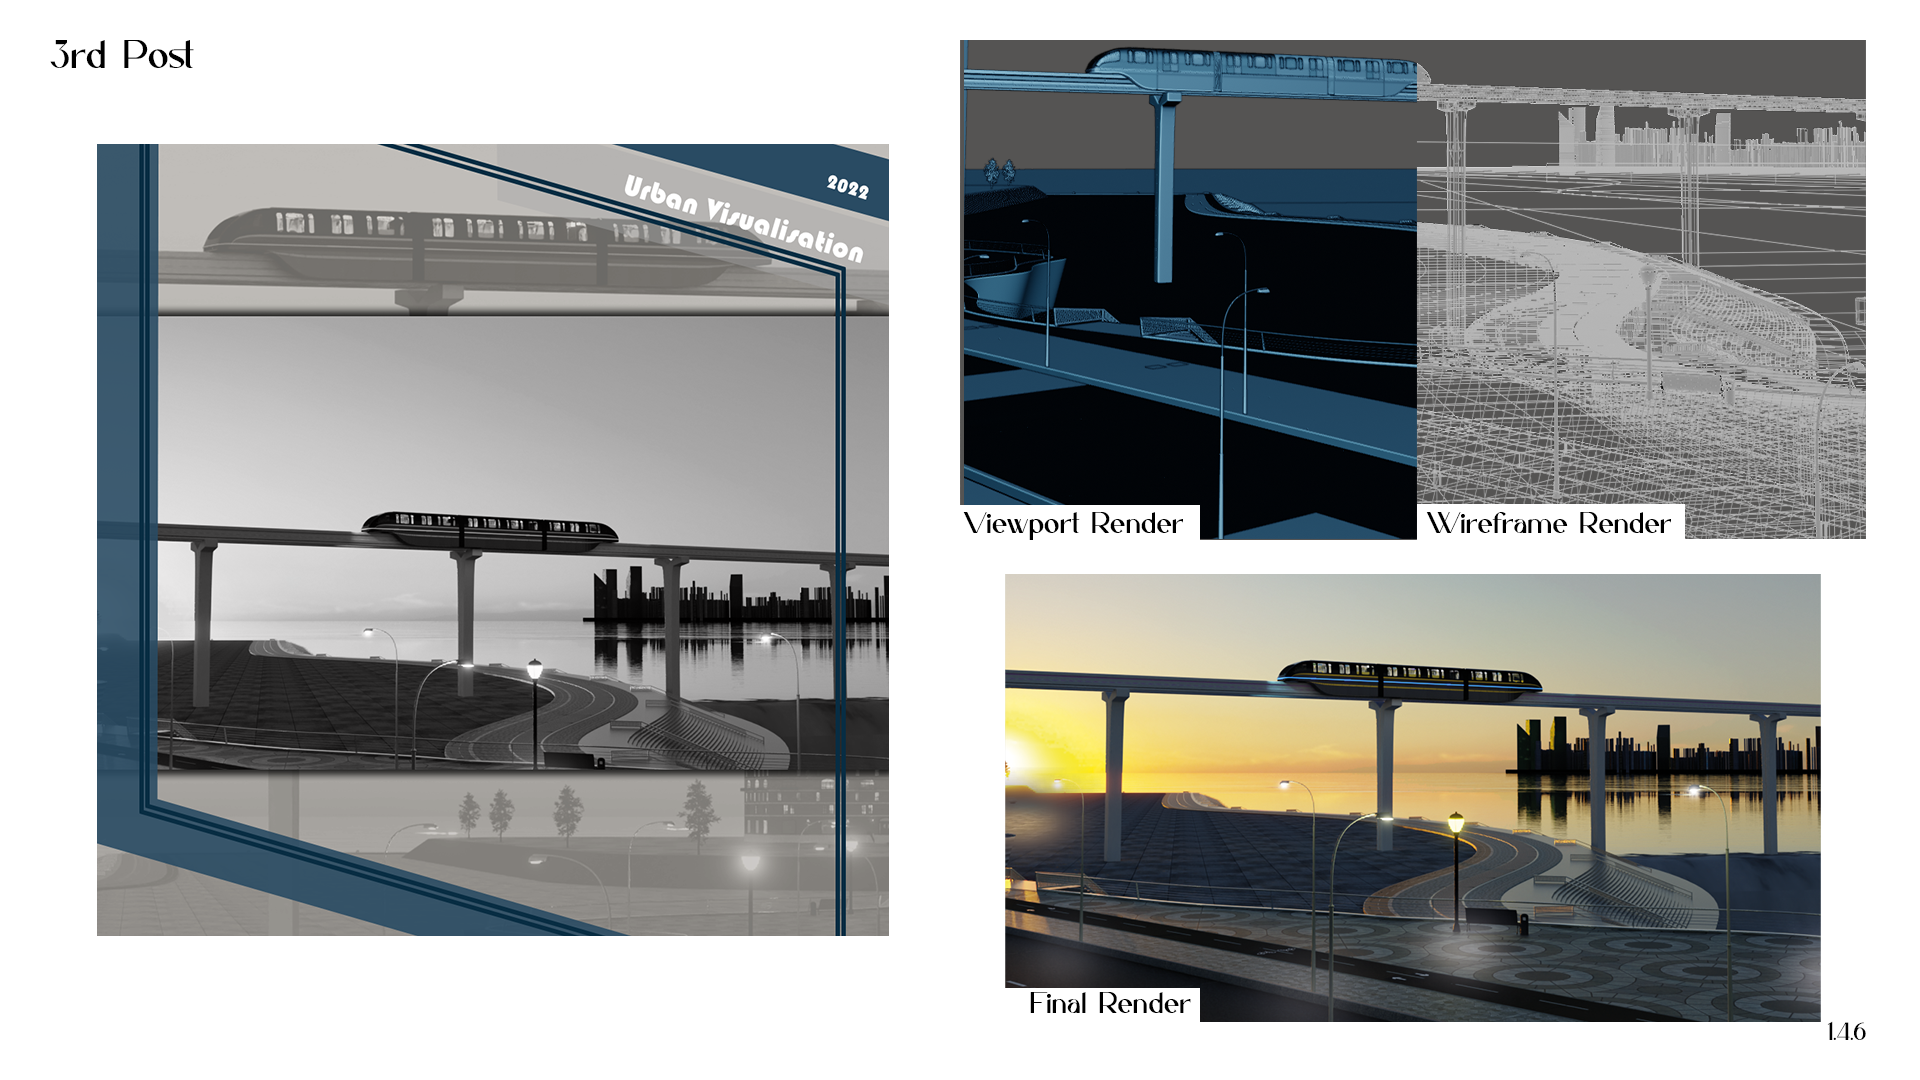 3rd Post
2022
Urban Visualisation
Viewport Render
Wireframe Render
Final Render
1.4.6